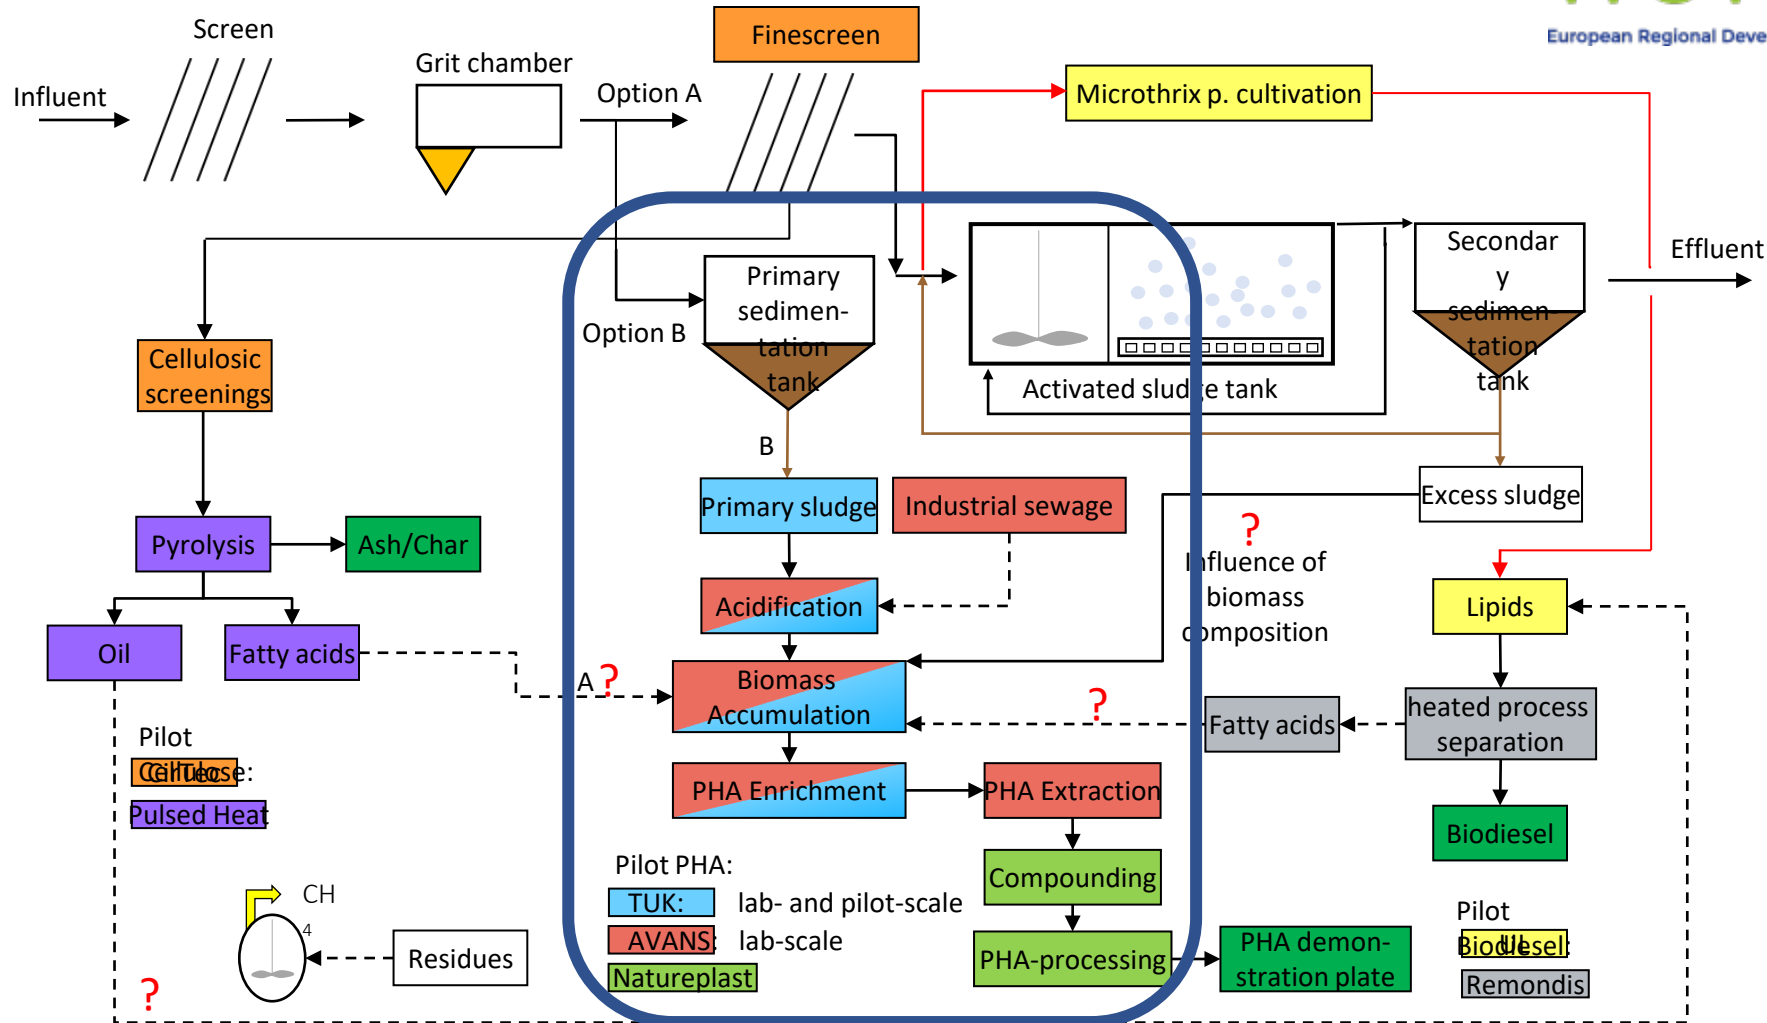 European Regional Deve
Screen
Finescreen
Grit chamber
Influent
Option A
Microthrix p. cultivation
Primary
sedimen-
tation
tank
Option B
Secondar
y
sedimen-
tation
tank
Effluent
Activated sludge tank
Cellulosic
screenings
B
Primary sludge
Industrial sewage
Excess sludge
?
Influence of
biomass
composition
Pyrolysis
Ash/Char
Acidification
Lipids
Oil
Fatty acids
A
?
Biomass
Accumulation
?
Fatty acids
heated process
separation
PHA Enrichment
PHA Extraction
Biodiesel
Pilot
Cellulose:
CirTec
Pulsed Heat
Compounding
Pilot PHA:
TUK:
lab- and pilot-scale
AVANS:
lab-scale
Natureplast
PHA-processing
PHA demon-
stration plate
CH
4
Residues
?
Pilot
Biodiesel:
Remondis